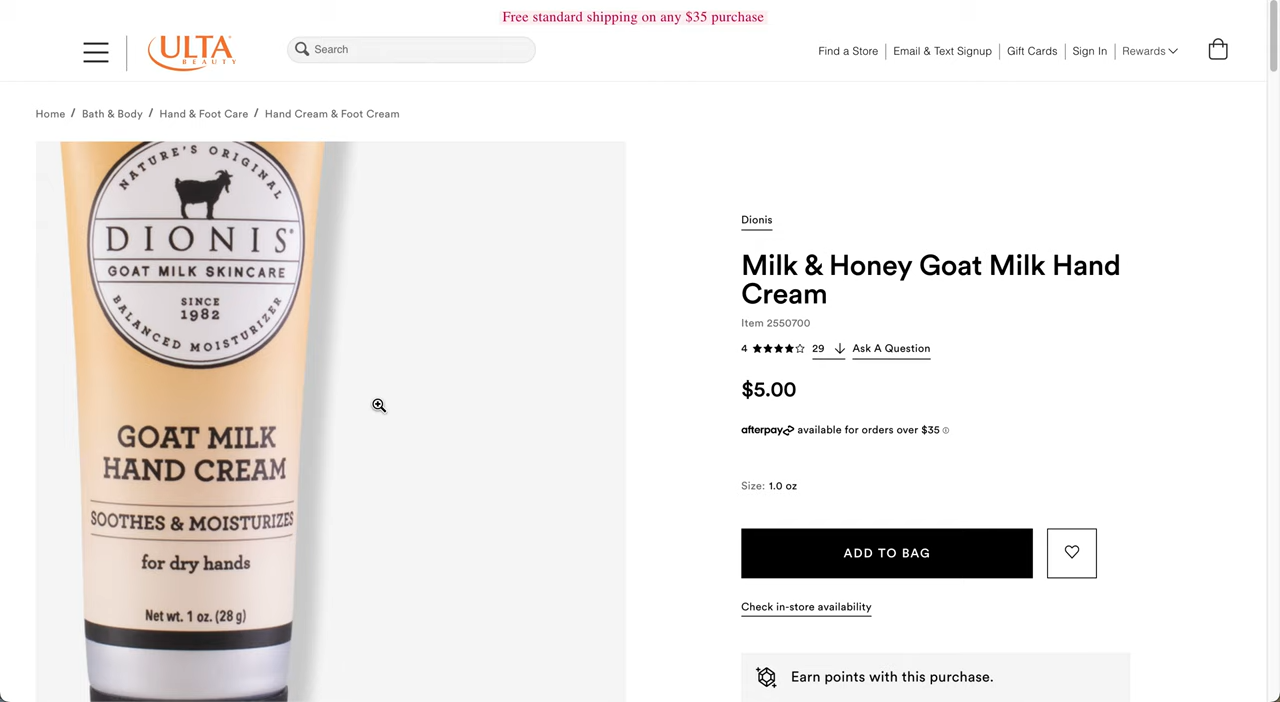 Free standard shipping on any $35 purchase
ULTA
BEAUTY
Search
Find a Store
Email & Text Signup
Gift Cards
Sign In
Rewards
Home / Bath & Body / Hand & Foot Care / Hand Cream & Foot Cream
NATURE'S ORIGINAL
DIONIS
GOAT MILK SKINCARE
SINCE
1982
BALANCED MOISTURIZER
GOAT MILK
HAND CREAM
SOOTHES & MOISTURIZES
for dry hands
Net wt. 1 oz. (28 g)
Dionis
Milk & Honey Goat Milk Hand
Cream
Item 2550700
4 29 Ask A Question
$5.00
afterpay available for orders over $35
Size: 1.0 oz
ADD TO BAG
Check in-store availability
Earn points with this purchase.